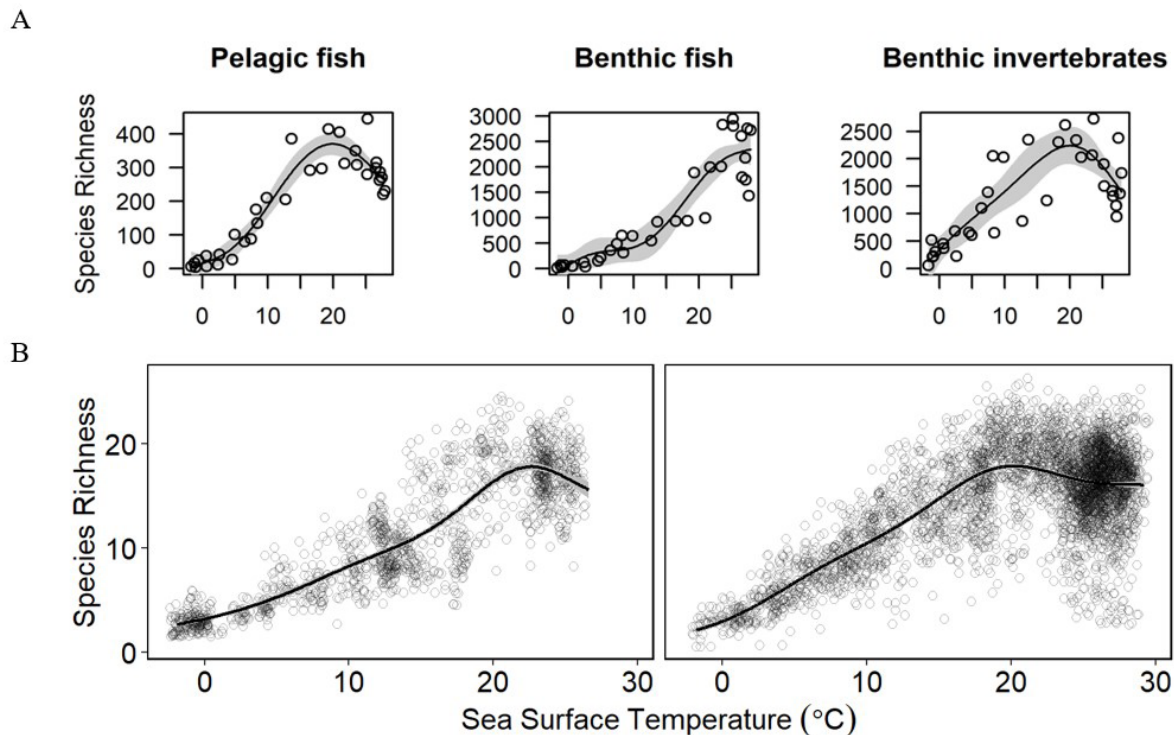 A
Pelagic fish Benthic fish Benthic invertebrates
Species Richness
400
300
200
100
0
0 10 20
3000
2500
2000
1500
1000
500
0
0 10 20
2500
2000
1500
1000
500
0
0 10 20
B
Species Richness
20
10
0
0 10 20 30
0 10 20 30
Sea Surface Temperature (°C)